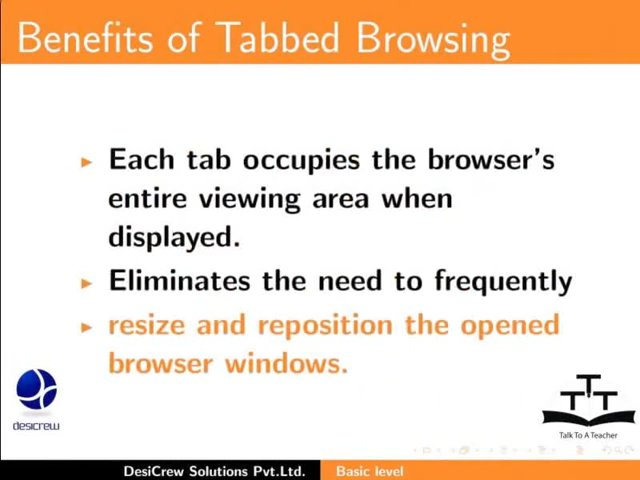 Benefits of Tabbed Browsing
Each tab occupies the browser's
entire viewing area when
displayed.
Eliminates the need to frequently
resize and reposition the opened
browser windows.
desicrew
TTT
Talk To A Teacher
DesiCrew Solutions Pvt.Ltd. Basic level